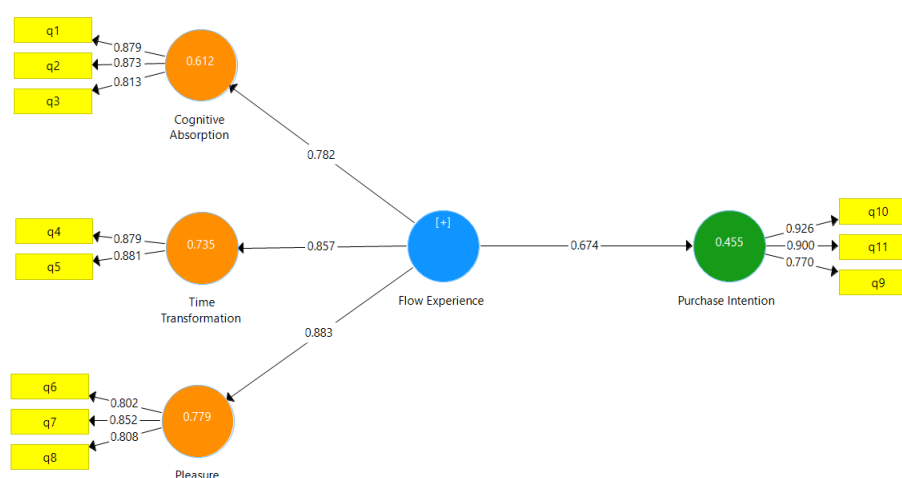 q1
q2
q3
0.879
0.873
0.813
0.612
Cognitive
Absorption
0.782
q4
q5
0.879
0.881
0.735
Time
Transformation
0.857
[+]
Flow Experience
0.674
0.455
Purchase Intention
0.926
0.900
0.770
q10
q11
q9
0.883
q6
q7
q8
0.802
0.852
0.808
0.779
Pleasure